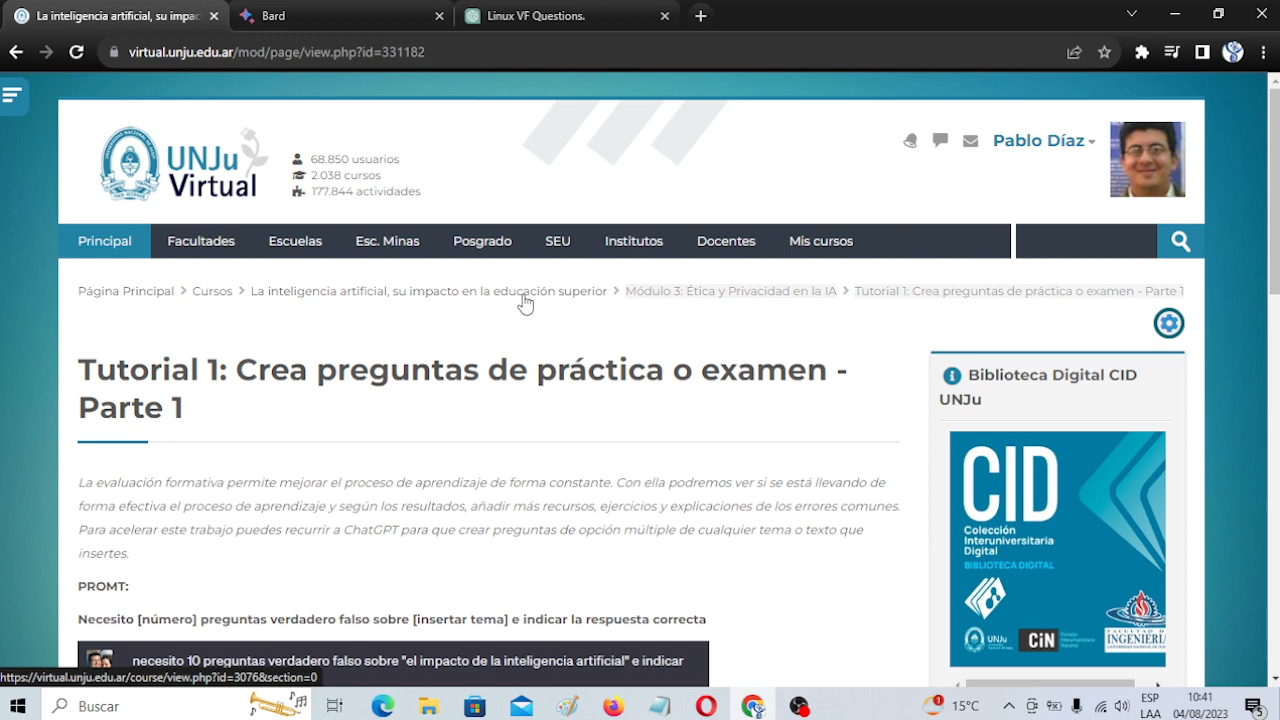 La inteligencia artificial, su impac
Bard
Linux VF Questions.
virtual.unju.edu.ar/mod/page/view.php?id=331182
UNJu
Virtual
68.850 usuarios
2.038 cursos
177.844 actividades
Pablo Díaz
Principal
Facultades
Escuelas
Esc. Minas
Posgrado
SEU
Institutos
Docentes
Mis cursos
Página Principal > Cursos > La inteligencia artificial, su impacto en la educación superior > Módulo 3: Ética y Privacidad en la IA > Tutorial 1: Crea preguntas de práctica o examen - Parte 1
Tutorial 1: Crea preguntas de práctica o examen -
Parte 1
La evaluación formativa permite mejorar el proceso de aprendizaje de forma constante. Con ella podremos ver si se está llevando de
forma efectiva el proceso de aprendizaje y según los resultados, añadir más recursos, ejercicios y explicaciones de los errores comunes.
Para acelerar este trabajo puedes recurrir a ChatGPT para que crear preguntas de opción múltiple de cualquier tema o texto que
insertes.
PROMT:
Necesito [número] preguntas verdadero falso sobre [insertar tema] e indicar la respuesta correcta
necesito 10 preguntas verdadero falso sobre "el impacto de la inteligencia artificial" e indicar
Biblioteca Digital CID
UNJu
CID
Colección
Interuniversitaria
Digital
BIBLIOTECA DIGITAL
UNJu
CiN
FACULTAD DE
INGENIERIA
https://virtual.unju.edu.ar/course/view.php?id=3076&section=0
Buscar
15°C
ESP
LAA
10:41
04/08/2023